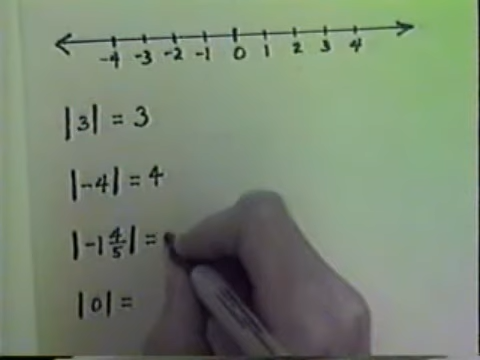 -4 -3 -2 -1 0 1 2 3 4
|3| = 3
|-4| = 4
|-1 4/5| =
|0| =